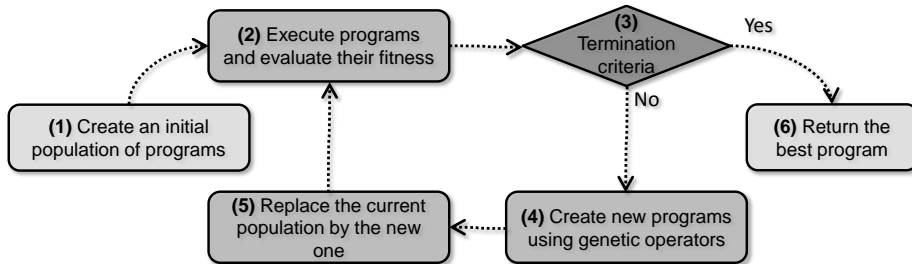 (1) Create an initial
population of programs
(2) Execute programs
and evaluate their fitness
(3)
Termination
criteria
Yes
No
(4) Create new programs
using genetic operators
(5) Replace the current
population by the new
one
(6) Return the
best program